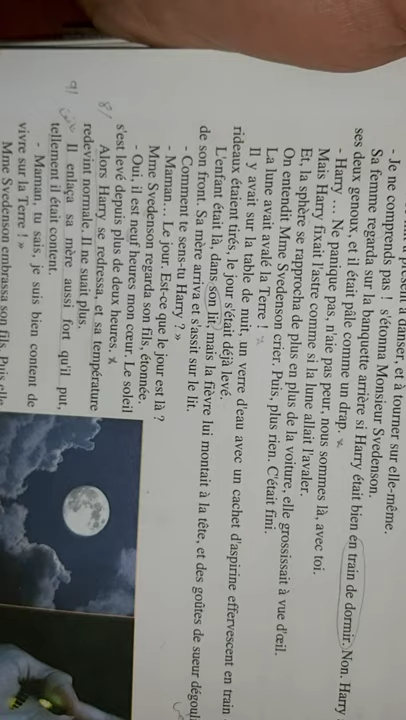 à présent à danser, et à tourner sur elle-même.
- Je ne comprends pas ! s'étonna Monsieur Svedenson.
Sa femme regarda sur la banquette arrière si Harry était bien en train de dormir. Non. Harry
ses deux genoux, et il était pâle comme un drap.
- Harry … Ne panique pas, n'aie pas peur, nous sommes là, avec toi.
Mais Harry fixait l'astre comme si la lune allait l'avaler.
Et, la sphère se rapprocha de plus en plus de la voiture, elle grossissait à vue d'œil.
On entendit Mme Svedenson crier. Puis, plus rien. C'était fini.
La lune avait avalé la Terre !
Il y avait sur la table de nuit, un verre d'eau avec un cachet d'aspirine effervescent en train
rideaux étaient tirés, le jour s'était déjà levé.
L'enfant était là, dans son lit, mais la fièvre lui montait à la tête, et des goûtes de sueur
de son front. Sa mère arriva et s'assit sur le lit.
- Comment te sens-tu Harry ? »
- Maman… Le jour. Est-ce que le jour est là ?
Mme Svedenson regarda son fils, étonnée.
- Oui, il est neuf heures mon cœur. Le soleil
s'est levé depuis plus de deux heures.
8/
Alors Harry se redressa, et sa température
redevint normale. Il ne suait plus.
9/
Il enlaça sa mère aussi fort qu'il put,
tellement il était content.
- Maman, tu sais, je suis bien content de
vivre sur la Terre ! »
Mme Svedenson embrassa son fils. Puis elle